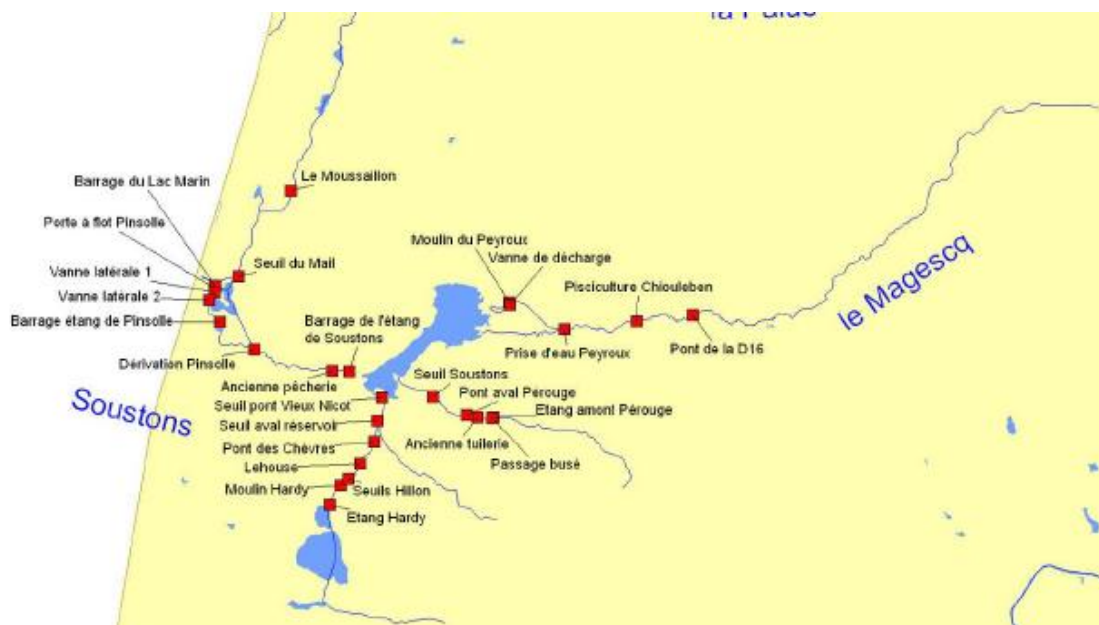 la Palue
Le Moussaillon
Barrage du Lac Marin
Porte à flot Pinsolle
Moulin du Peyroux
Vanne de décharge
Seuil du Mail
Vanne latérale 1
Pisciculture Chiouleben
Vanne latérale 2
le Magescq
Barrage étang de Pinsolle
Barrage de l'étang
de Soustons
Prise d'eau Peyroux
Pont de la D16
Dérivation Pinsolle
Seuil Soustons
Ancienne pêcherie
Pont aval Pérouge
Soustons
Seuil pont Vieux Nicot
Etang amont Pérouge
Seuil aval réservoir
Pont des Chèvres
Ancienne tuilerie
Lehouse
Passage busé
Moulin Hardy
Seuils Hillon
Etang Hardy